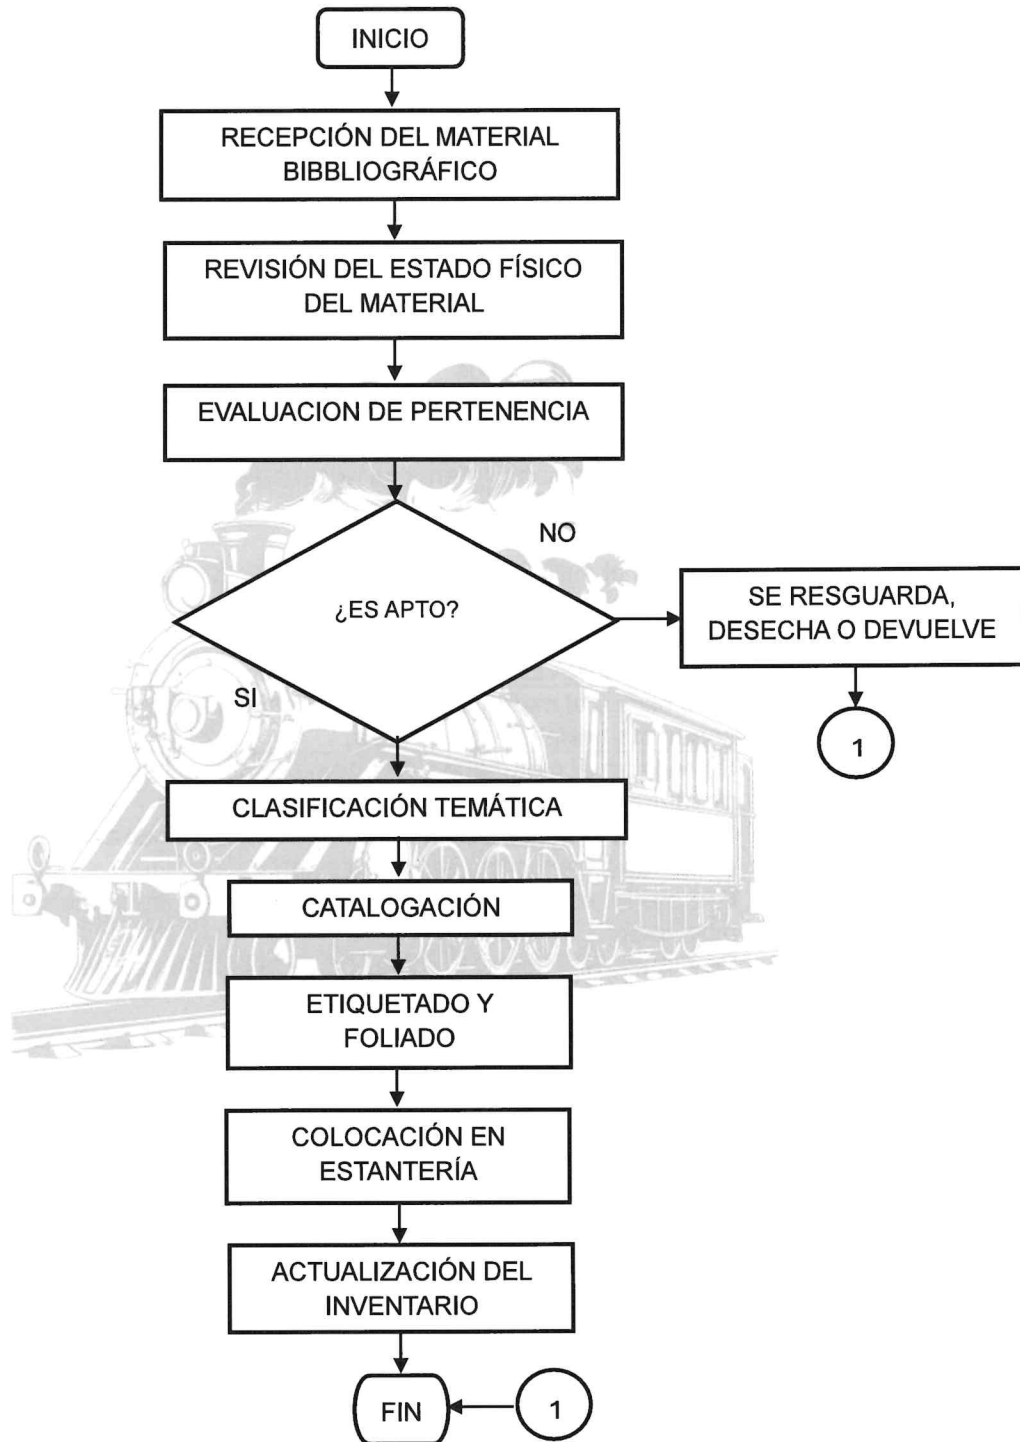 INICIO
RECEPCIÓN DEL MATERIAL
BIBBLIOGRÁFICO
REVISIÓN DEL ESTADO FÍSICO
DEL MATERIAL
EVALUACION DE PERTENENCIA
NO
¿ES APTO?
SE RESGUARDA,
DESECHA O DEVUELVE
SI
1
CLASIFICACIÓN TEMÁTICA
CATALOGACIÓN
ETIQUETADO Y
FOLIADO
COLOCACIÓN EN
ESTANTERÍA
ACTUALIZACIÓN DEL
INVENTARIO
FIN
1